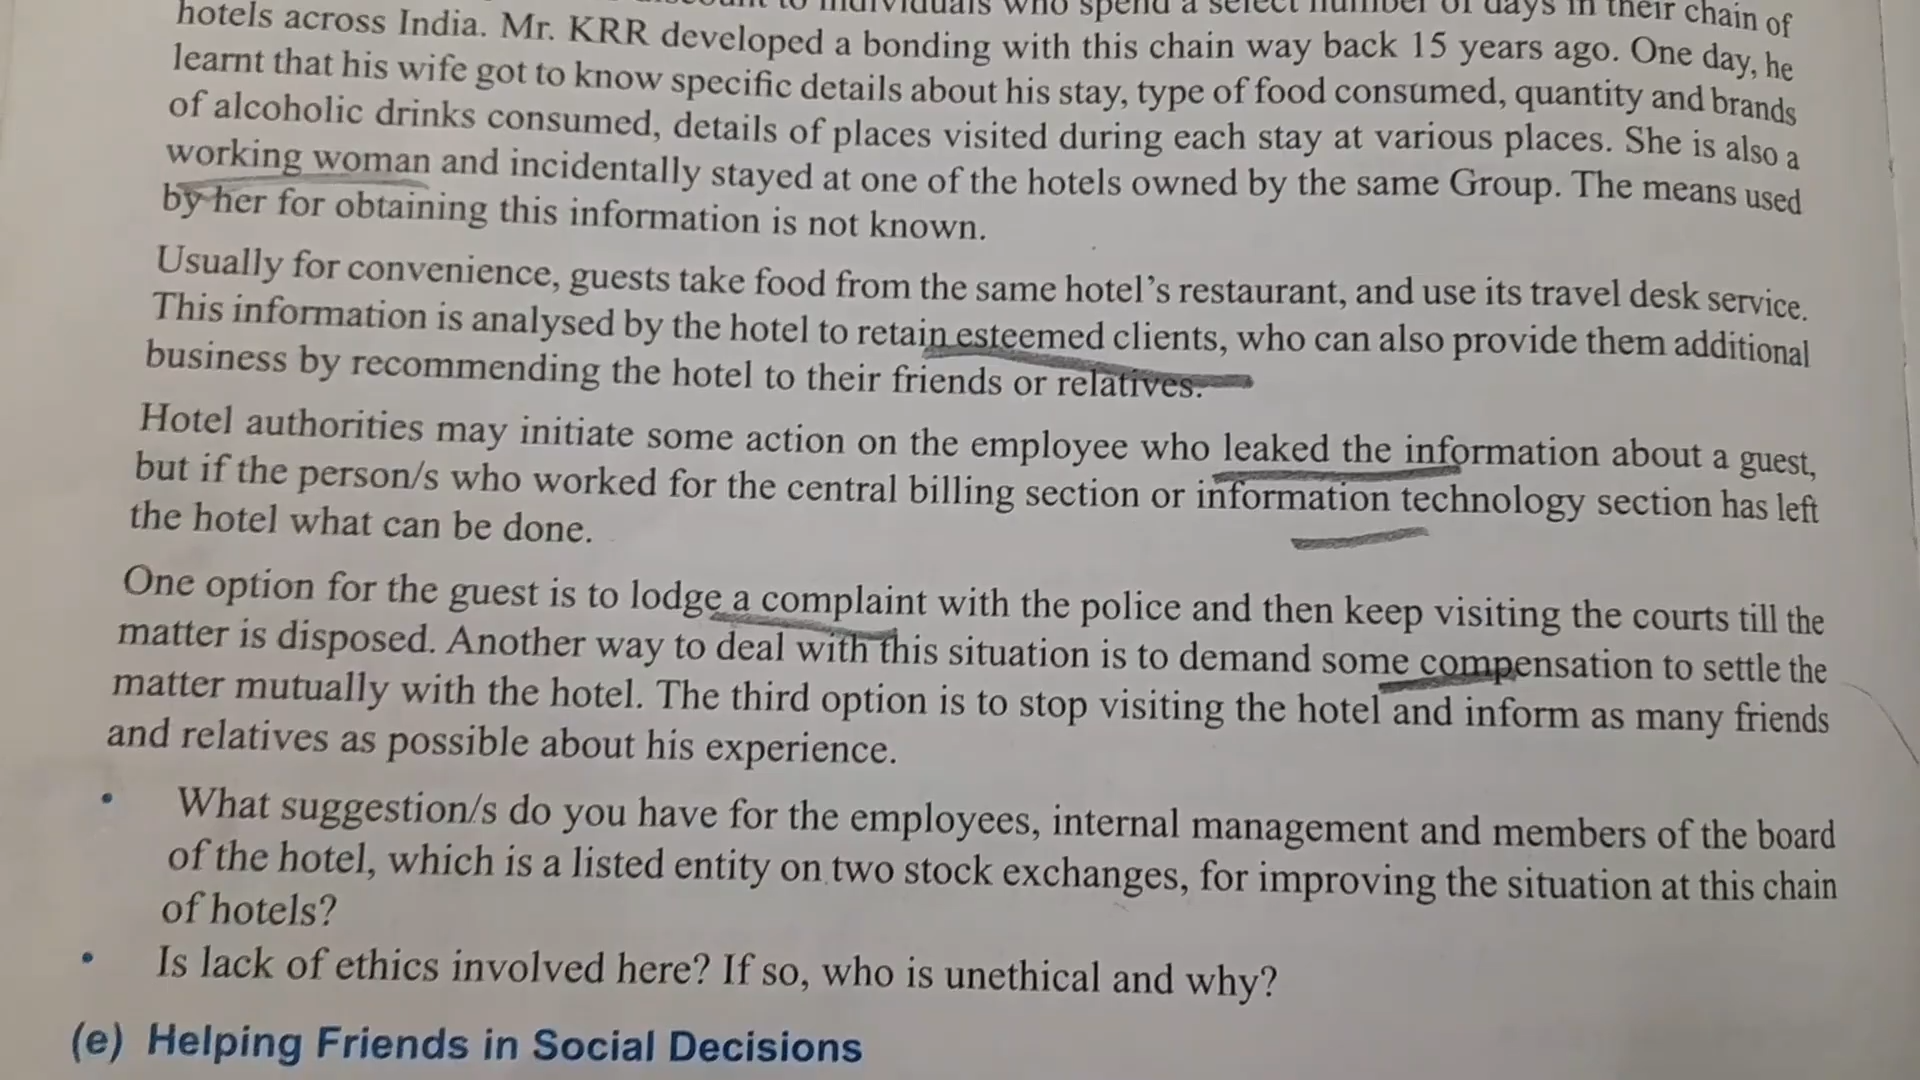 discount to individuals who spend a select number of days in their chain of
hotels across India. Mr. KRR developed a bonding with this chain way back 15 years ago. One day, he
learnt that his wife got to know specific details about his stay, type of food consumed, quantity and brands
of alcoholic drinks consumed, details of places visited during each stay at various places. She is also a
working woman and incidentally stayed at one of the hotels owned by the same Group. The means used
by her for obtaining this information is not known.
Usually for convenience, guests take food from the same hotel's restaurant, and use its travel desk service.
This information is analysed by the hotel to retain esteemed clients, who can also provide them additional
business by recommending the hotel to their friends or relatives.
Hotel authorities may initiate some action on the employee who leaked the information about a guest,
but if the person/s who worked for the central billing section or information technology section has left
the hotel what can be done.
One option for the guest is to lodge a complaint with the police and then keep visiting the courts till the
matter is disposed. Another way to deal with this situation is to demand some compensation to settle the
matter mutually with the hotel. The third option is to stop visiting the hotel and inform as many friends
and relatives as possible about his experience.
• What suggestion/s do you have for the employees, internal management and members of the board
of the hotel, which is a listed entity on two stock exchanges, for improving the situation at this chain
of hotels?
• Is lack of ethics involved here? If so, who is unethical and why?
(e) Helping Friends in Social Decisions